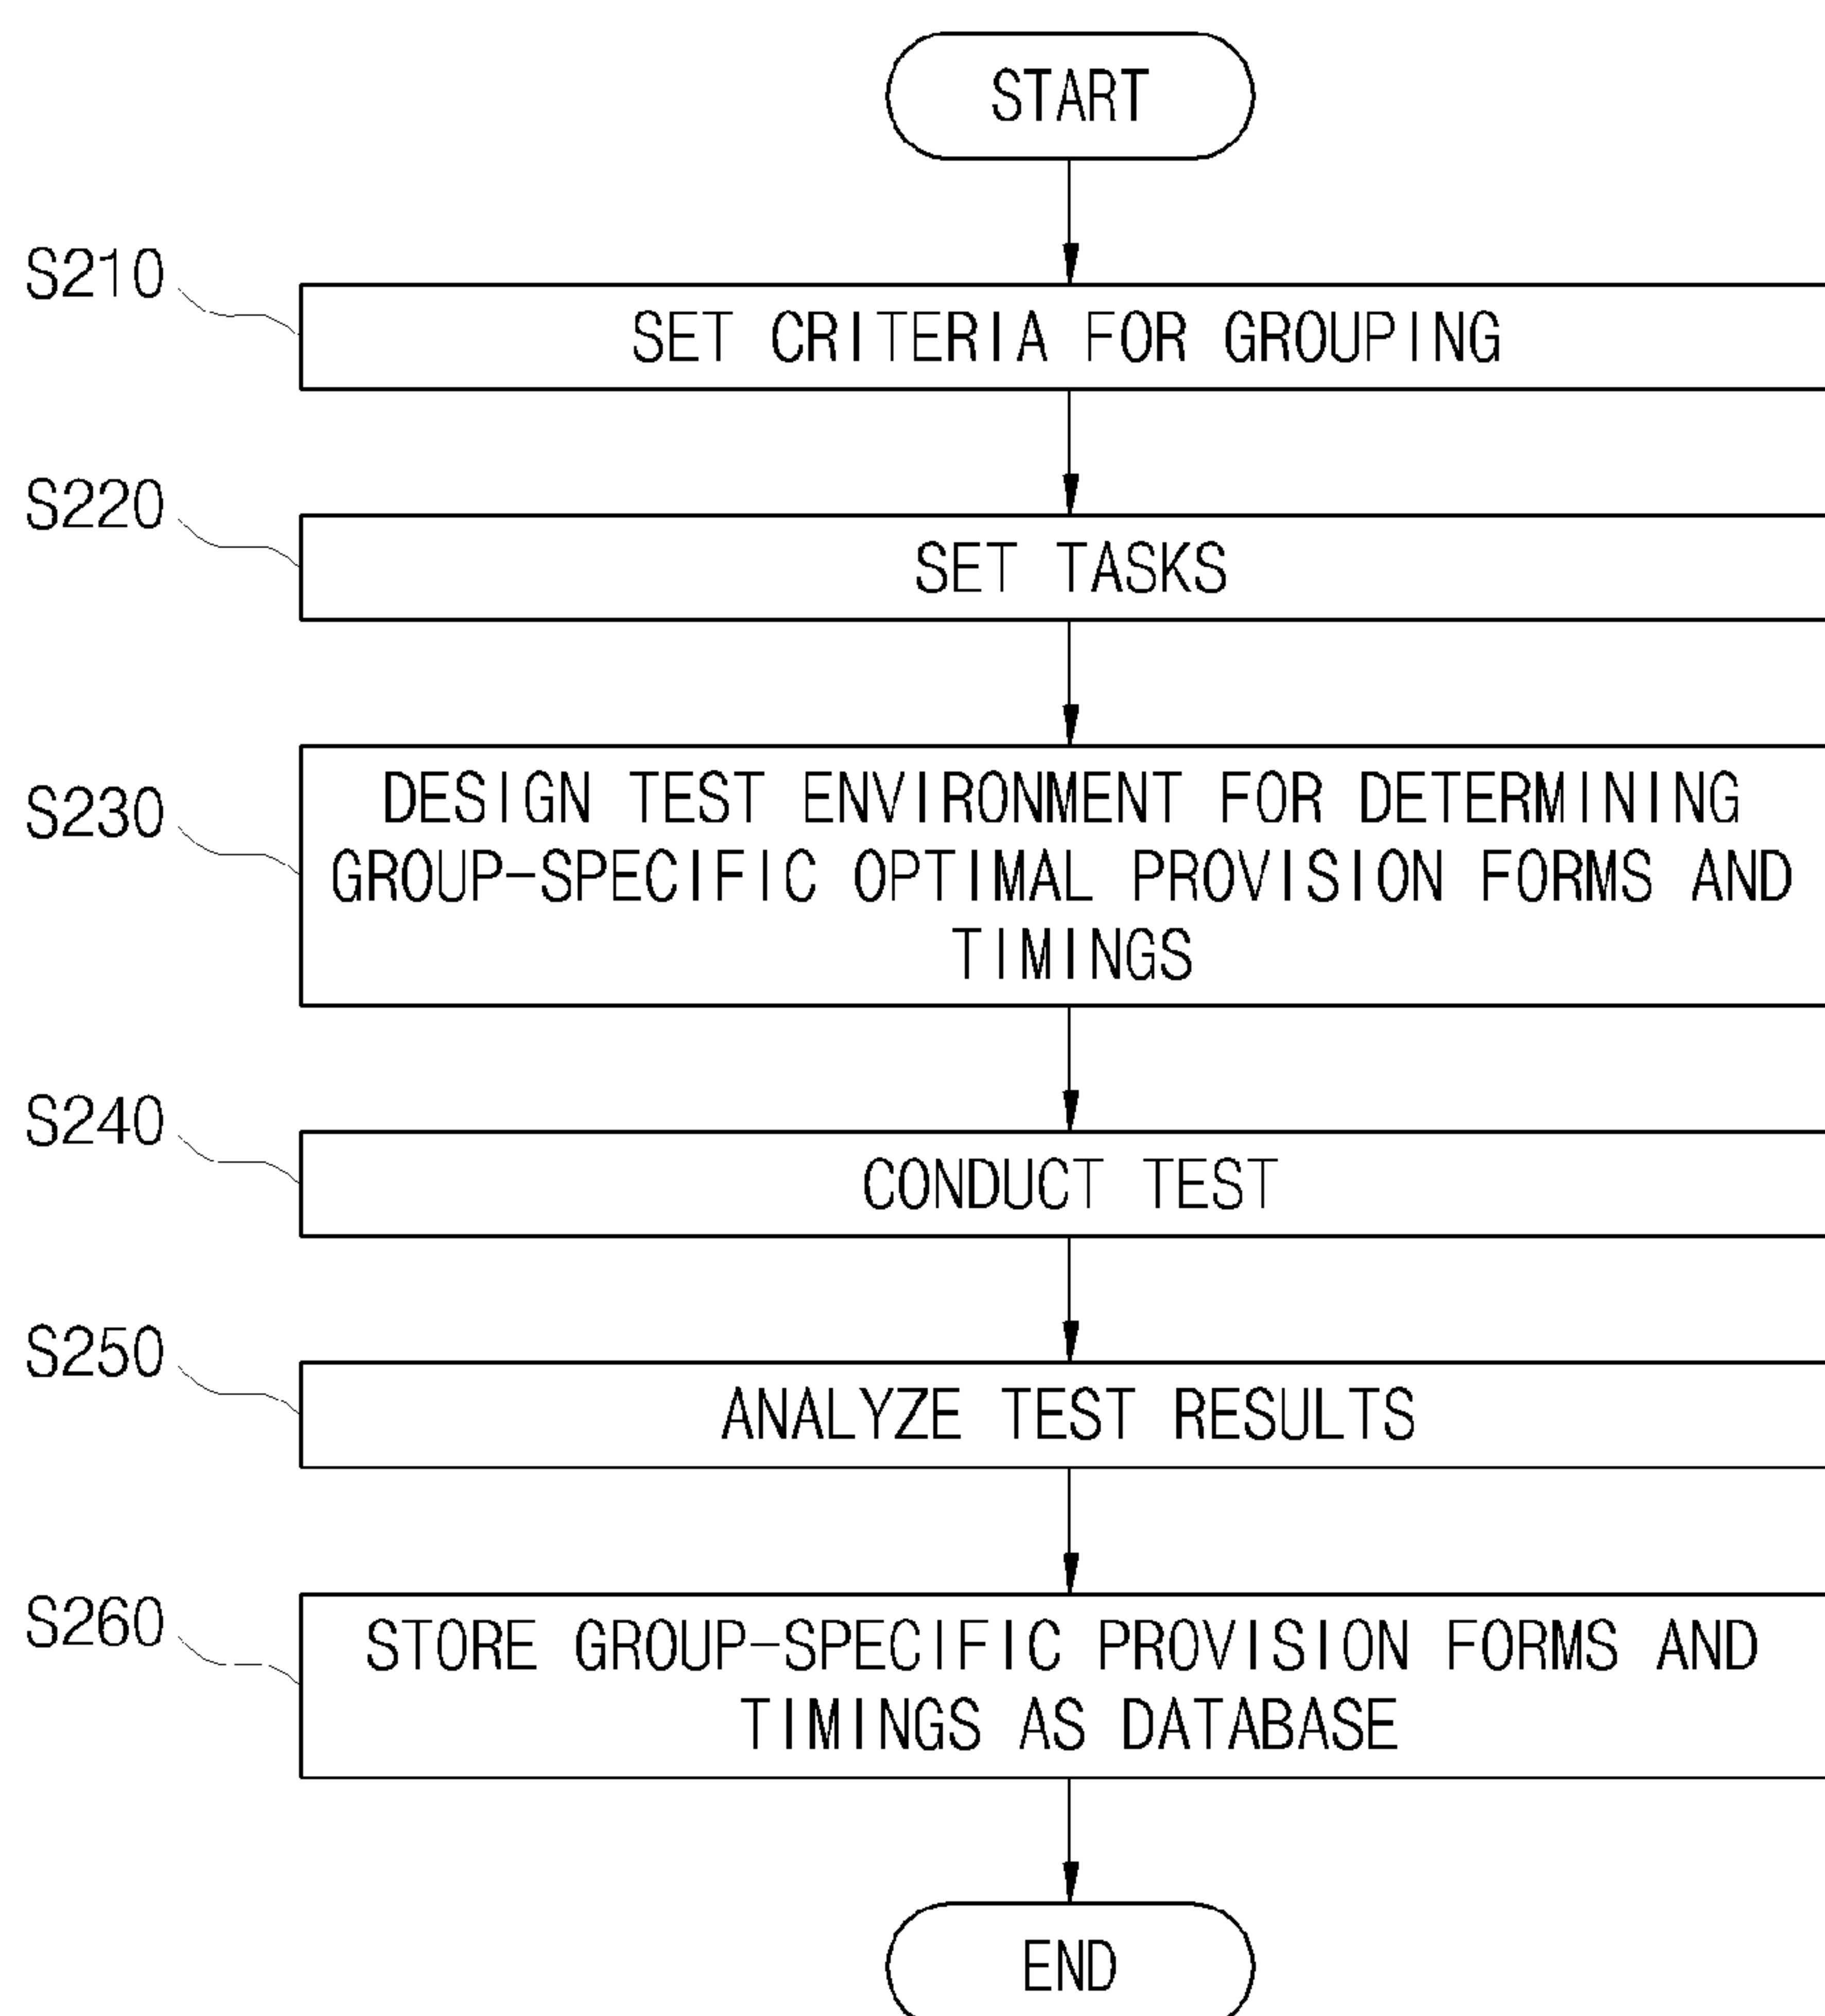 START
S210
SET CRITERIA FOR GROUPING
S220
SET TASKS
S230
DESIGN TEST ENVIRONMENT FOR DETERMINING
GROUP-SPECIFIC OPTIMAL PROVISION FORMS AND
TIMINGS
S240
CONDUCT TEST
S250
ANALYZE TEST RESULTS
S260
STORE GROUP-SPECIFIC PROVISION FORMS AND
TIMINGS AS DATABASE
END